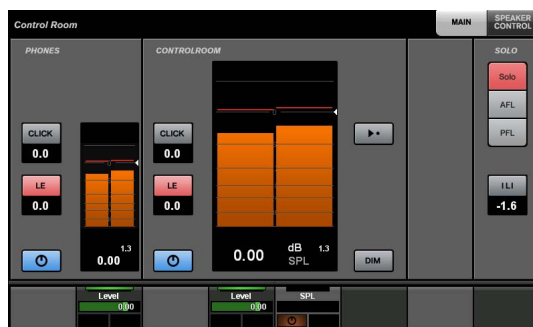 Control Room
MAIN
SPEAKER
CONTROL
PHONES
CONTROLROOM
SOLO
Solo
AFL
PFL
CLICK
0.0
CLICK
0.0
LE
0.0
LE
0.0
-1.6
1.3
0.00
0.00
dB
SPL
1.3
DIM
Level
0.00
Level
0.00
SPL